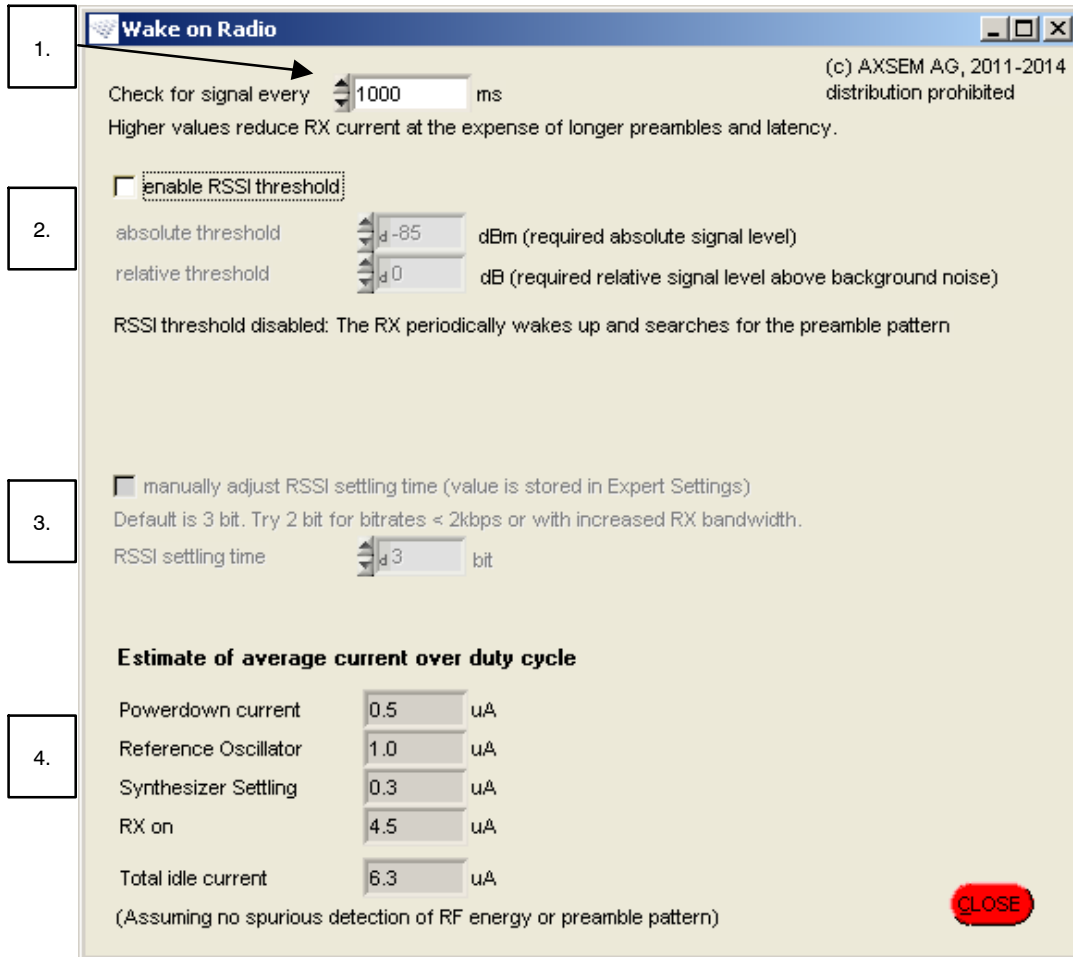 1.
Wake on Radio
(c) AXSEM AG, 2011-2014
distribution prohibited
Check for signal every 1000 ms
Higher values reduce RX current at the expense of longer preambles and latency.
enable RSSI threshold
2.
absolute threshold d -85 dBm (required absolute signal level)
relative threshold d 0 dB (required relative signal level above background noise)
RSSI threshold disabled: The RX periodically wakes up and searches for the preamble pattern
manually adjust RSSI settling time (value is stored in Expert Settings)
3.
Default is 3 bit. Try 2 bit for bitrates < 2kbps or with increased RX bandwidth.
RSSI settling time d 3 bit
Estimate of average current over duty cycle
Powerdown current 0.5 uA
4.
Reference Oscillator 1.0 uA
Synthesizer Settling 0.3 uA
RX on 4.5 uA
Total idle current 6.3 uA
(Assuming no spurious detection of RF energy or preamble pattern)
CLOSE